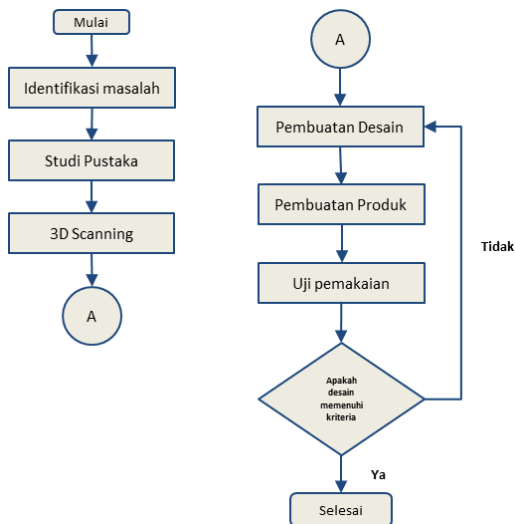 Mulai
Identifikasi masalah
Studi Pustaka
3D Scanning
A
A
Pembuatan Desain
Pembuatan Produk
Uji pemakaian
Apakah
desain
memenuhi
kriteria
Tidak
Ya
Selesai